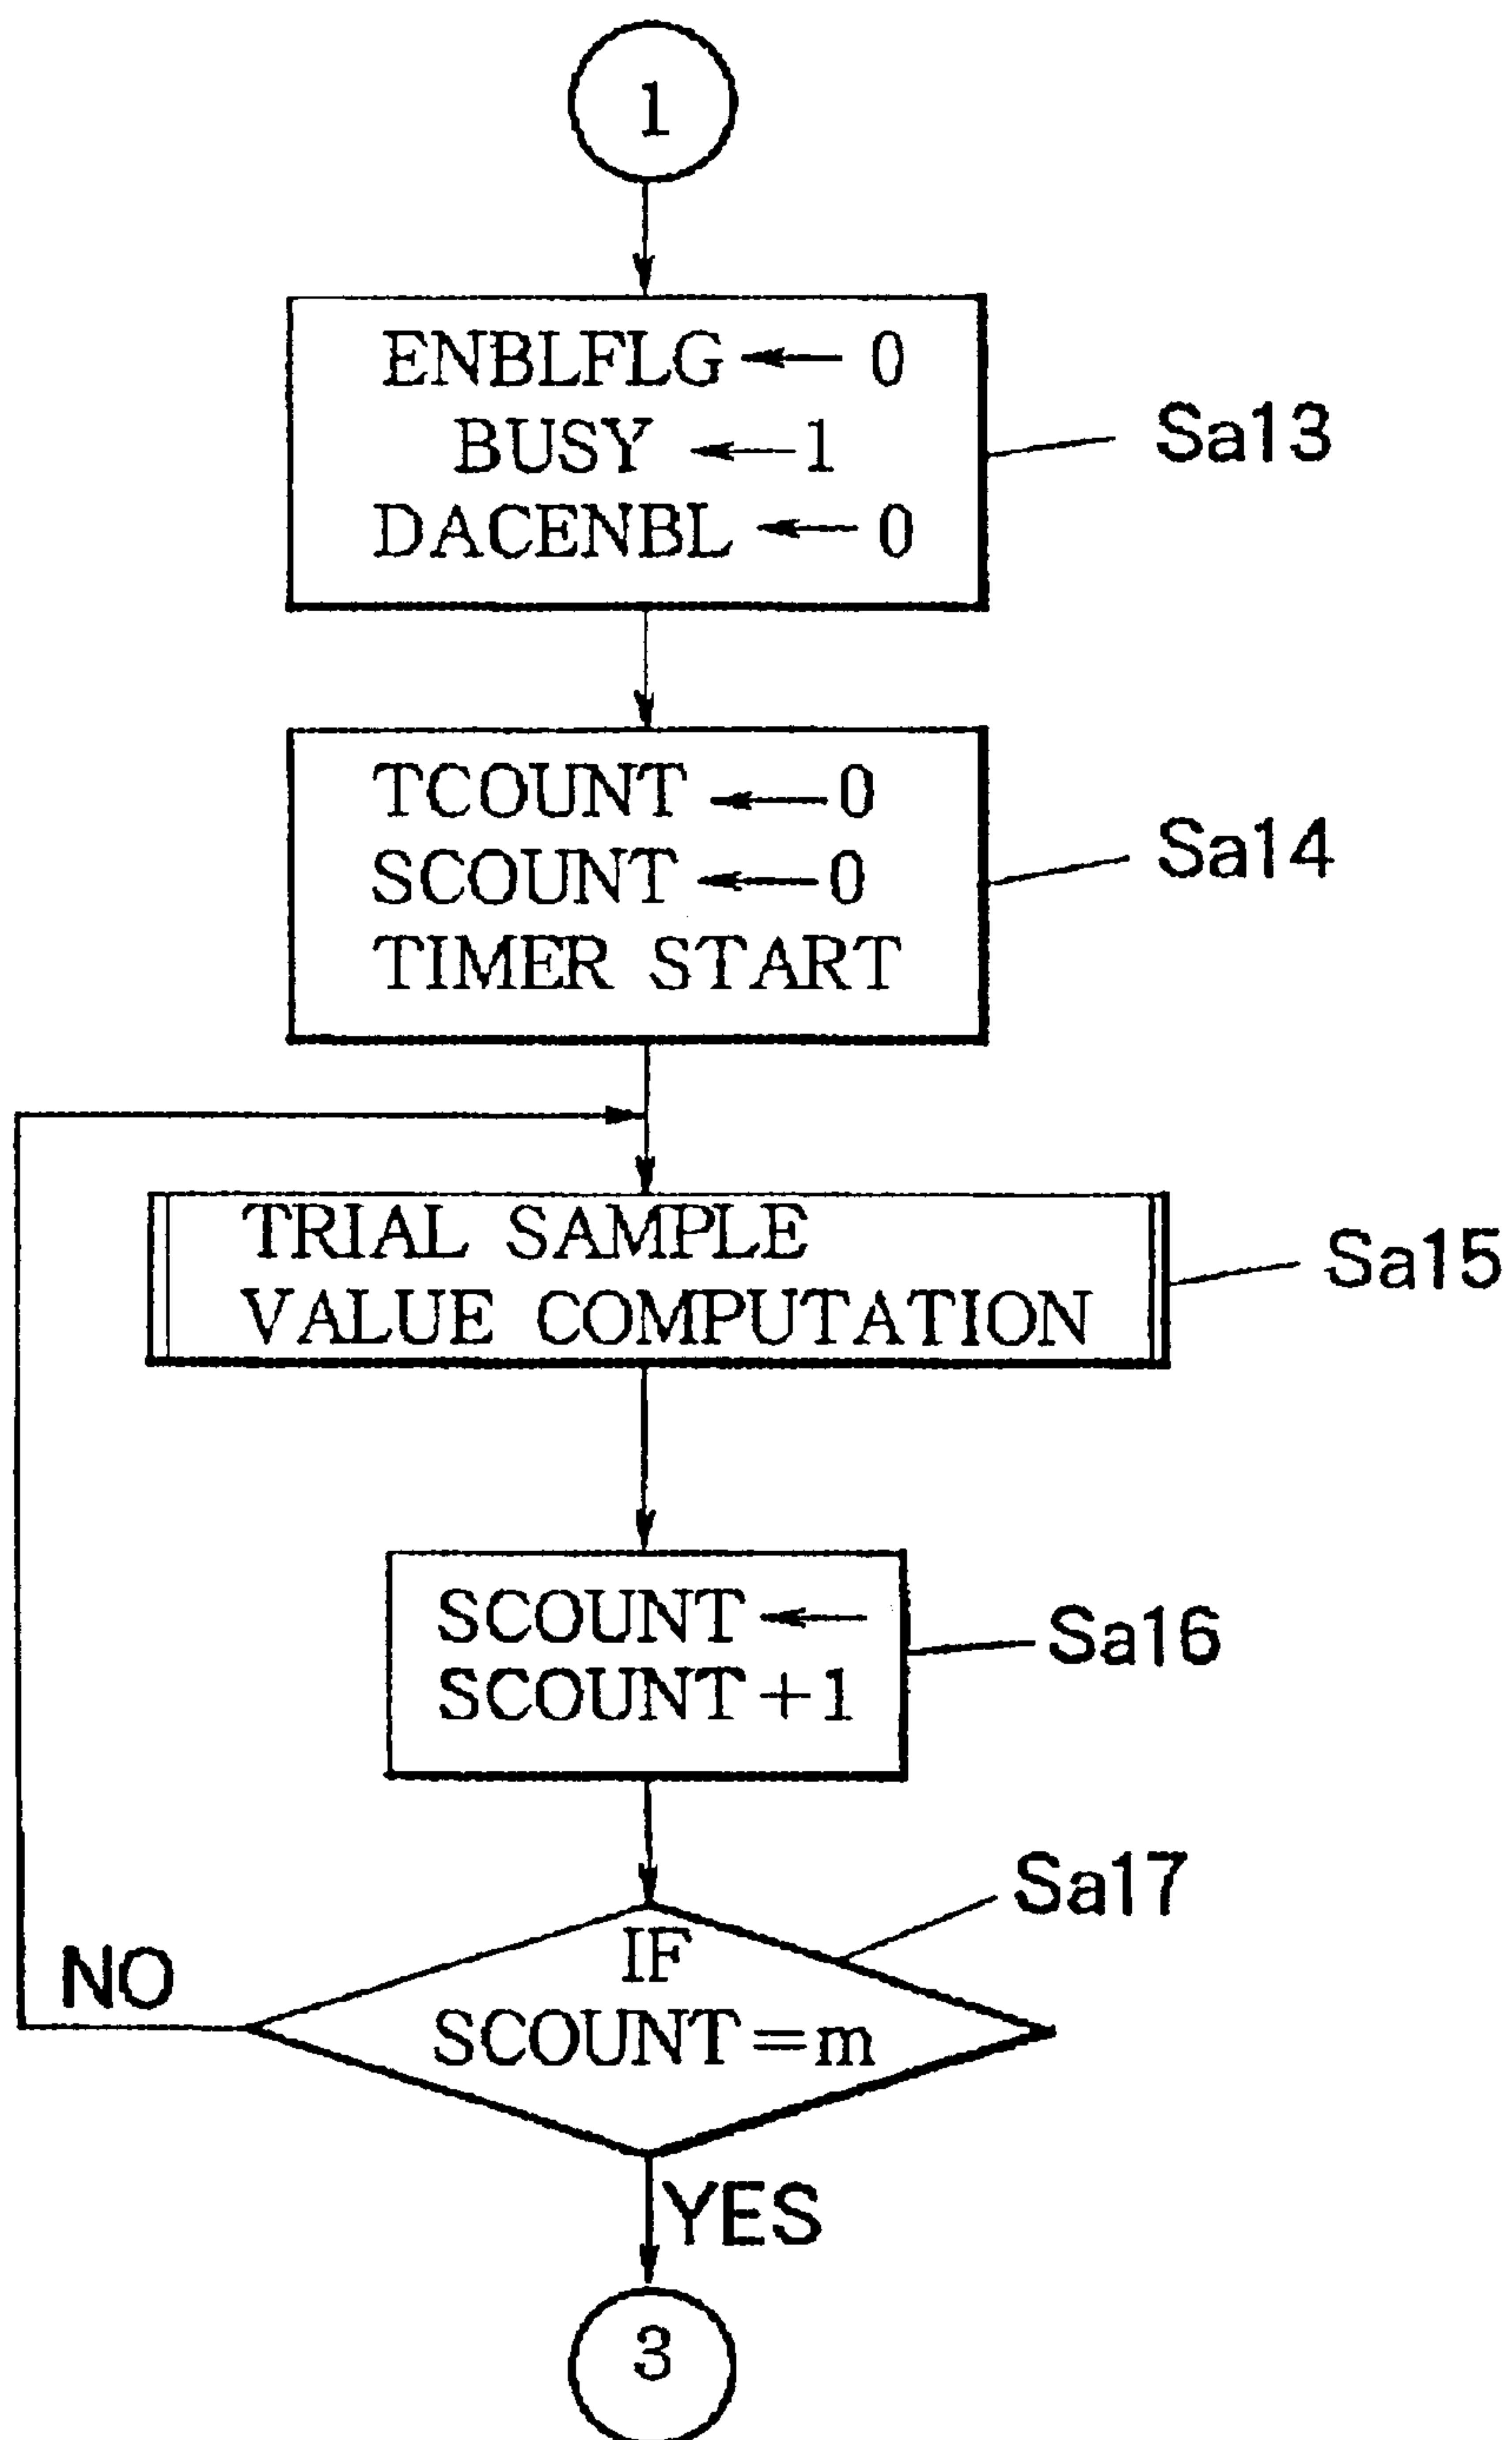 1
ENBLFLG ← 0
BUSY ← 1
DACENBL ← 0
Sa13
TCOUNT ← 0
SCOUNT ← 0
TIMER START
Sa14
TRIAL SAMPLE
VALUE COMPUTATION
Sa15
SCOUNT ←
SCOUNT+1
Sa16
Sa17
IF
SCOUNT=m
NO
YES
3